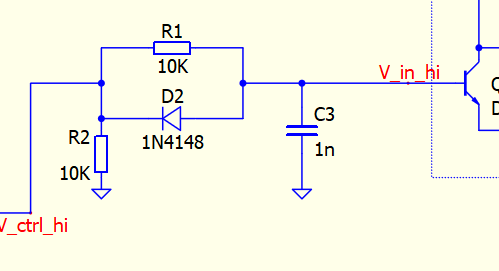 R1
10K
V_in_hi
D2
1N4148
R2
10K
C3
1n
Q
D
V_ctrl_hi